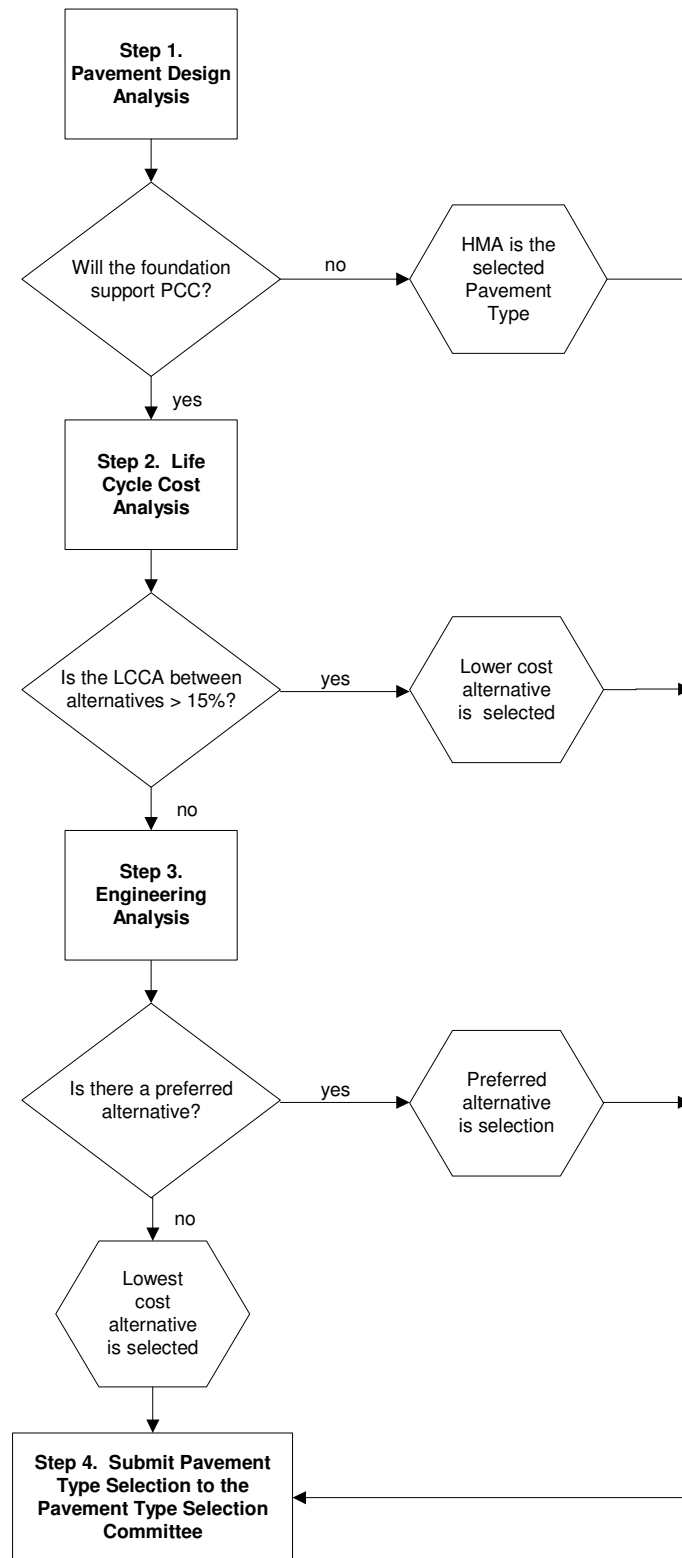 Step 1.
Pavement Design
Analysis
Will the foundation
support PCC?
no
HMA is the
selected
Pavement
Type
yes
Step 2.  Life
Cycle Cost
Analysis
Is the LCCA between
alternatives > 15%?
yes
Lower cost
alternative
is  selected
no
Step 3.
Engineering
Analysis
Is there a preferred
alternative?
yes
Preferred
alternative
is selection
no
Lowest
cost
alternative
is selected
Step 4.  Submit Pavement
Type Selection to the
Pavement Type Selection
Committee